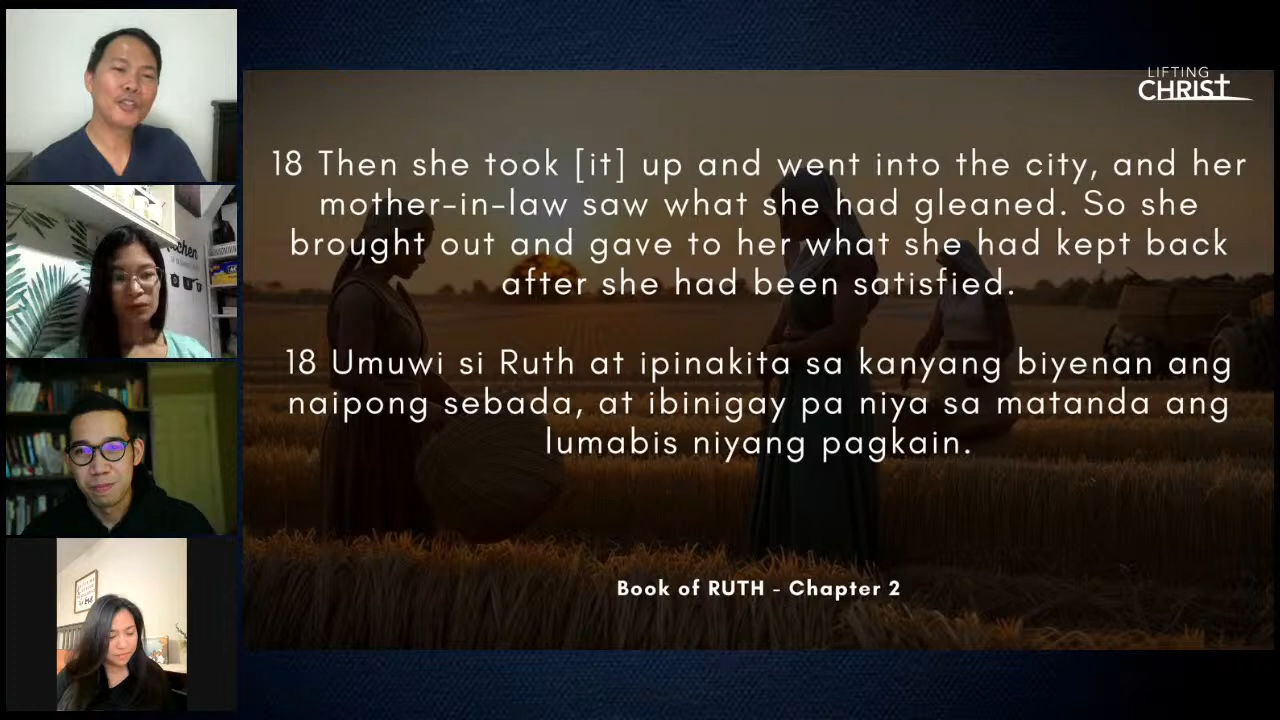 LIFTING
CHRIST
18 Then she took [it] up and went into the city, and her
mother-in-law saw what she had gleaned. So she
brought out and gave to her what she had kept back
after she had been satisfied.
18 Umuwi si Ruth at ipinakita sa kanyang biyenan ang
naipong sebada, at ibinigay pa niya sa matanda ang
lumabis niyang pagkain.
Book of RUTH - Chapter 2